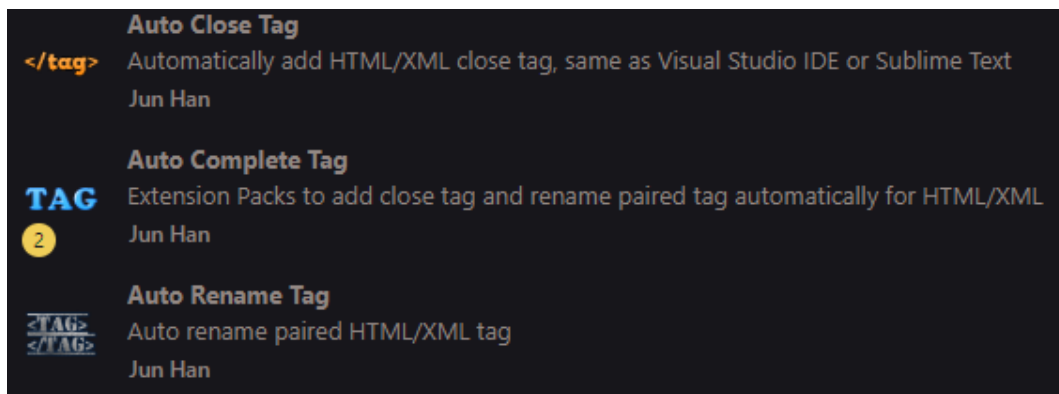 Auto Close Tag
</tag>
Automatically add HTML/XML close tag, same as Visual Studio IDE or Sublime Text
Jun Han
Auto Complete Tag
TAG
Extension Packs to add close tag and rename paired tag automatically for HTML/XML
2
Jun Han
Auto Rename Tag
<TAG>
</TAG>
Auto rename paired HTML/XML tag
Jun Han